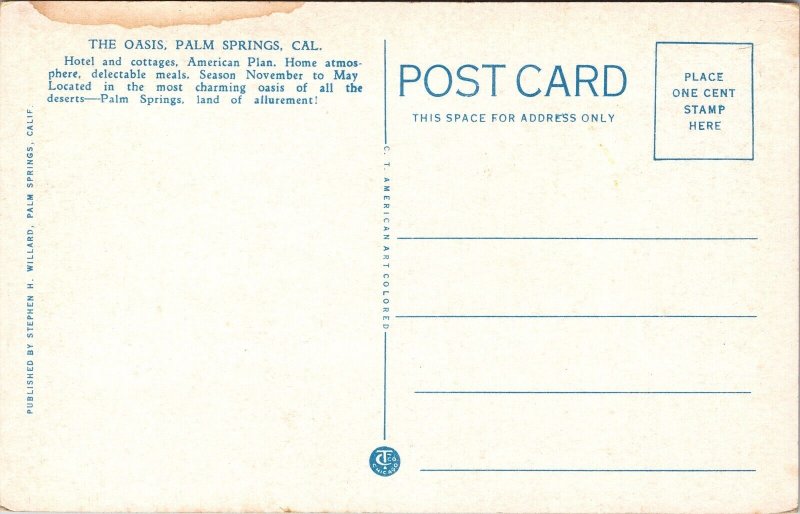 THE OASIS, PALM SPRINGS, CAL.
Hotel and cottages, American Plan. Home atmos-
phere, delectable meals. Season November to May
Located in the most charming oasis of all the
deserts—Palm Springs, land of allurement!
PUBLISHED BY STEPHEN H. WILLARD, PALM SPRINGS, CALIF.
C. T. AMERICAN ART COLORED
POST CARD
THIS SPACE FOR ADDRESS ONLY
PLACE
ONE CENT
STAMP
HERE
CT CO
CHICAGO